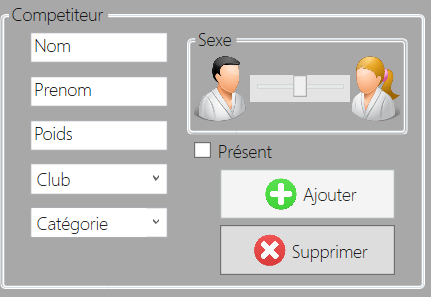 Competiteur
Nom
Prenom
Poids
Club
Catégorie
Sexe
Présent
Ajouter
Supprimer